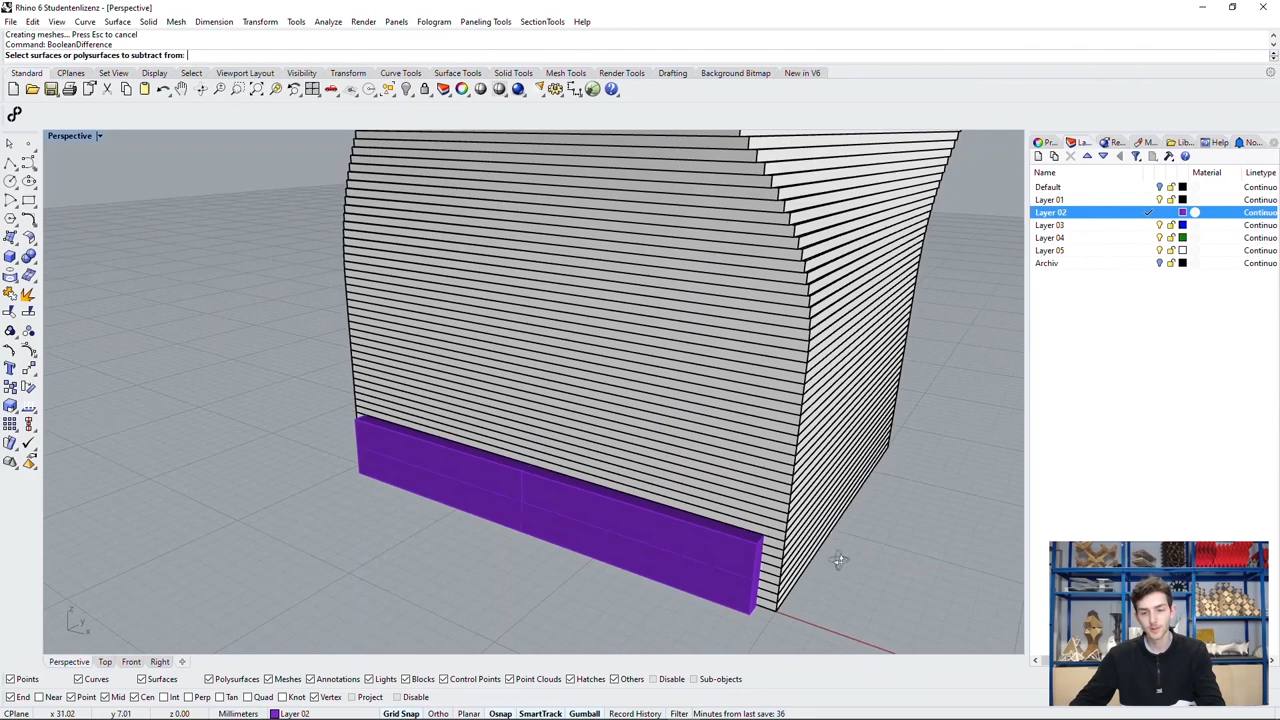 Rhino 6 Studentenlizenz - [Perspective]
File Edit View Curve Surface Solid Mesh Dimension Transform Tools Analyze Render Panels Fologram Paneling Tools SectionTools Help
Creating meshes... Press Esc to cancel
Command: BooleanDifference
Select surfaces or polysurfaces to subtract from:
Standard CPlanes Set View Display Select Viewport Layout Visibility Transform Curve Tools Surface Tools Solid Tools Mesh Tools Render Tools Drafting Background Bitmap New in V6
Perspective
Pr... La... Re... M... Lib... Help No...
Name Material Linetype
Default Continuo
Layer 01 Continuo
Layer 02 Continuo
Layer 03 Continuo
Layer 04 Continuo
Layer 05 Continuo
Archiv Continuo
z
y
x
Perspective Top Front Right
Points Curves Surfaces Polysurfaces Meshes Annotations Lights Blocks Control Points Point Clouds Hatches Others Disable Sub-objects
End Near Point Mid Cen Int Perp Tan Quad Knot Vertex Project Disable
CPlane x 31.02 y 7.01 z 0.00 Millimeters Layer 02 Grid Snap Ortho Planar Osnap SmartTrack Gumball Record History Filter Minutes from last save: 36